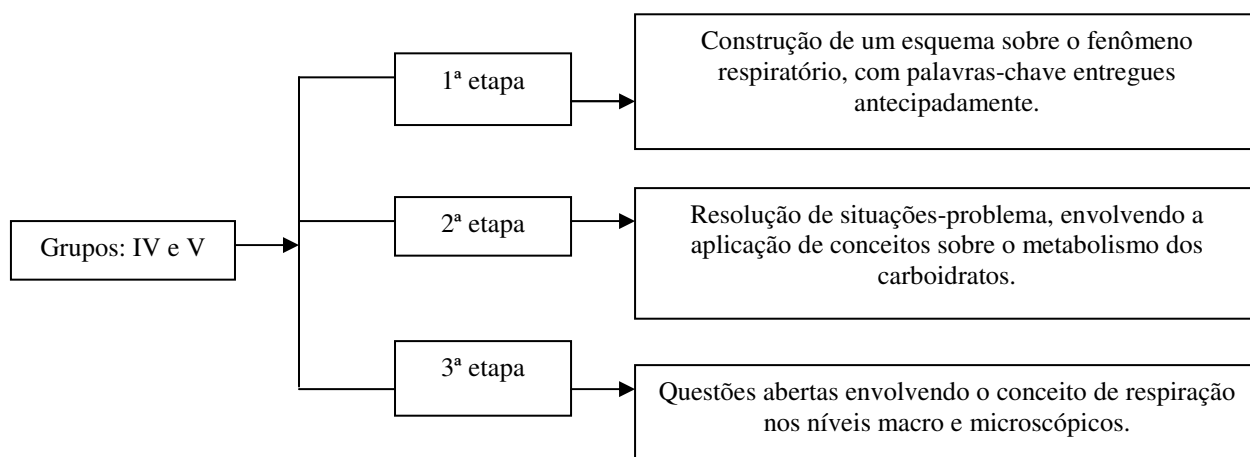 Grupos: IV e V
1ª etapa
Construção de um esquema sobre o fenômeno
respiratório, com palavras-chave entregues
antecipadamente.
2ª etapa
Resolução de situações-problema, envolvendo a
aplicação de conceitos sobre o metabolismo dos
carboidratos.
3ª etapa
Questões abertas envolvendo o conceito de respiração
nos níveis macro e microscópicos.